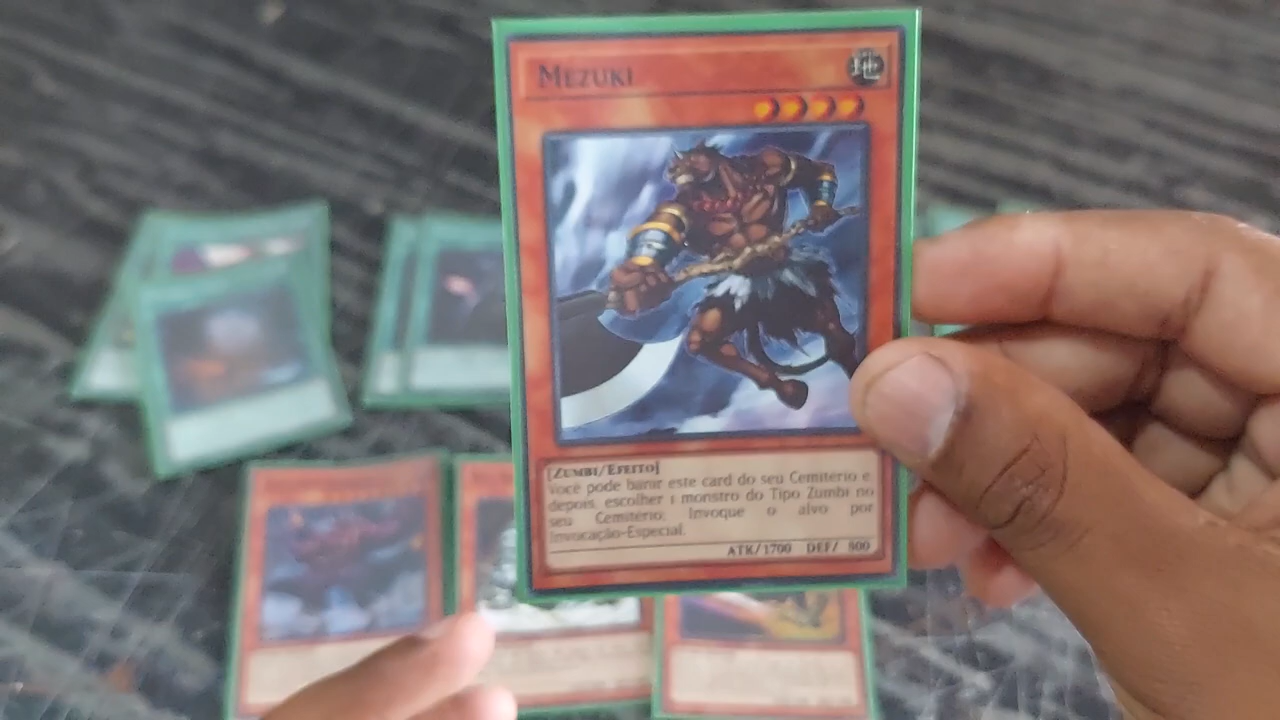 MEZUKI
地
[ZUMBI/EFEITO]
você pode banir este card do seu Cemitério e
depois, escolher 1 monstro do Tipo Zumbi no
seu Cemitério; Invoque o alvo por
Invocação-Especial.
ATK/1700 DEF/ 800